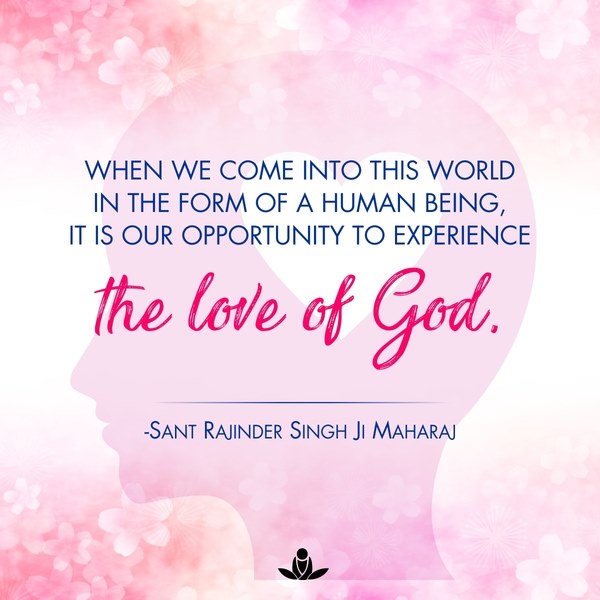 WHEN WE COME INTO THIS WORLD
IN THE FORM OF A HUMAN BEING,
IT IS OUR OPPORTUNITY TO EXPERIENCE
the love of God.
-SANT RAJINDER SINGH JI MAHARAJ